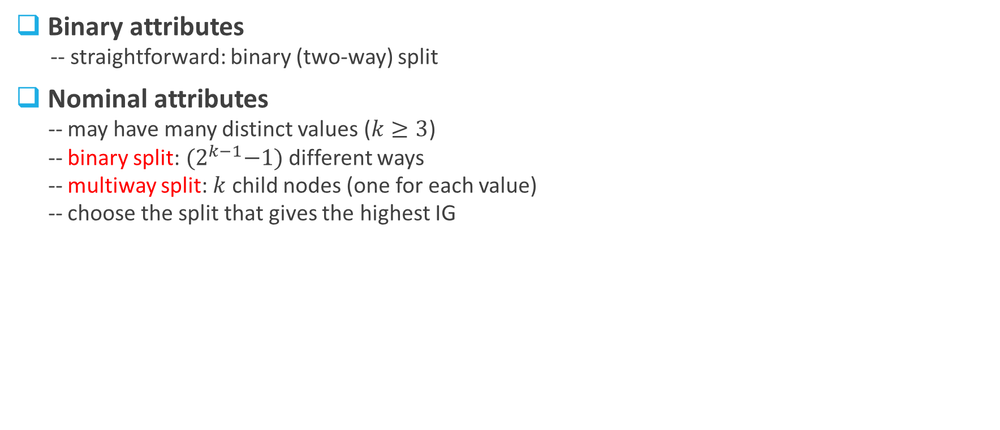 Binary attributes
-- straightforward: binary (two-way) split
Nominal attributes
-- may have many distinct values (k ≥ 3)
-- binary split: (2^{k−1}−1) different ways
-- multiway split: k child nodes (one for each value)
-- choose the split that gives the highest IG